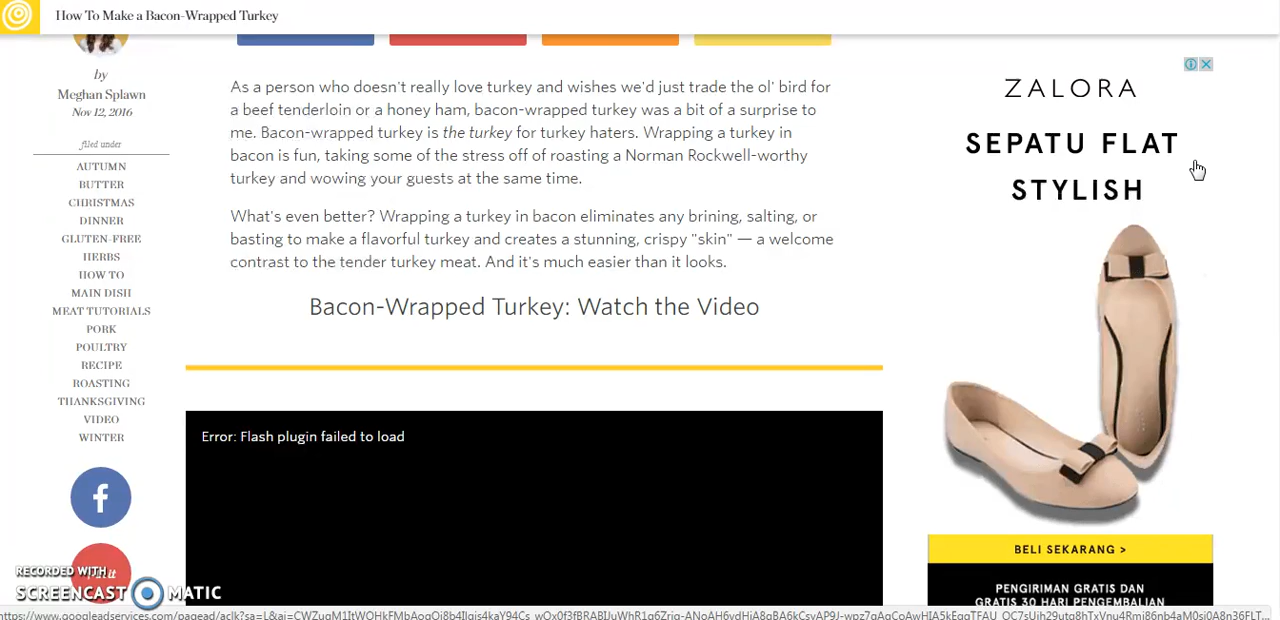 How To Make a Bacon-Wrapped Turkey
by
Meghan Splawn
Nov 12, 2016
filed under
AUTUMN
BUTTER
CHRISTMAS
DINNER
GLUTEN-FREE
HERBS
HOW TO
MAIN DISH
MEAT TUTORIALS
PORK
POULTRY
RECIPE
ROASTING
THANKSGIVING
VIDEO
WINTER
f
As a person who doesn't really love turkey and wishes we'd just trade the ol' bird for
a beef tenderloin or a honey ham, bacon-wrapped turkey was a bit of a surprise to
me. Bacon-wrapped turkey is the turkey for turkey haters. Wrapping a turkey in
bacon is fun, taking some of the stress off of roasting a Norman Rockwell-worthy
turkey and wowing your guests at the same time.
What's even better? Wrapping a turkey in bacon eliminates any brining, salting, or
basting to make a flavorful turkey and creates a stunning, crispy "skin" — a welcome
contrast to the tender turkey meat. And it's much easier than it looks.
Bacon-Wrapped Turkey: Watch the Video
Error: Flash plugin failed to load
ZALORA
SEPATU FLAT
STYLISH
BELI SEKARANG >
PENGIRIMAN GRATIS DAN
GRATIS 30 HARI PENGEMBALIAN
RECORDED WITH
SCREENCAST MATIC